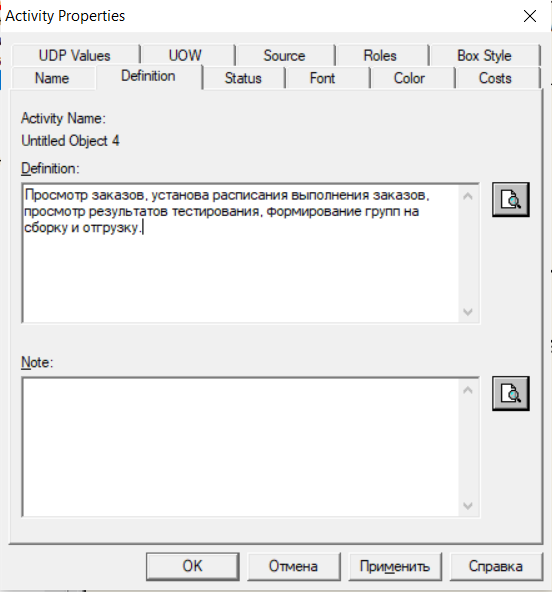 Activity Properties
UDP Values
UOW
Source
Roles
Box Style
Name
Definition
Status
Font
Color
Costs
Activity Name:
Untitled Object 4
Definition:
Просмотр заказов, установа расписания выполнения заказов,
просмотр результатов тестирования, формирование групп на
сборку и отгрузку.
Note:
OK
Отмена
Применить
Справка